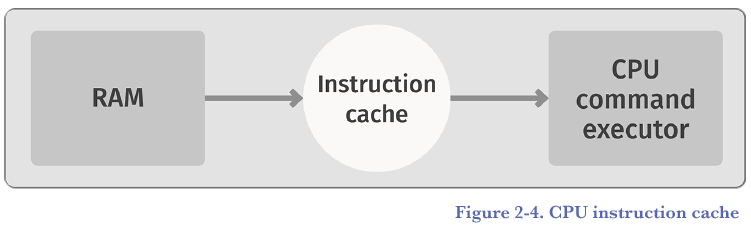 RAM
Instruction
cache
CPU
command
executor
Figure 2-4. CPU instruction cache